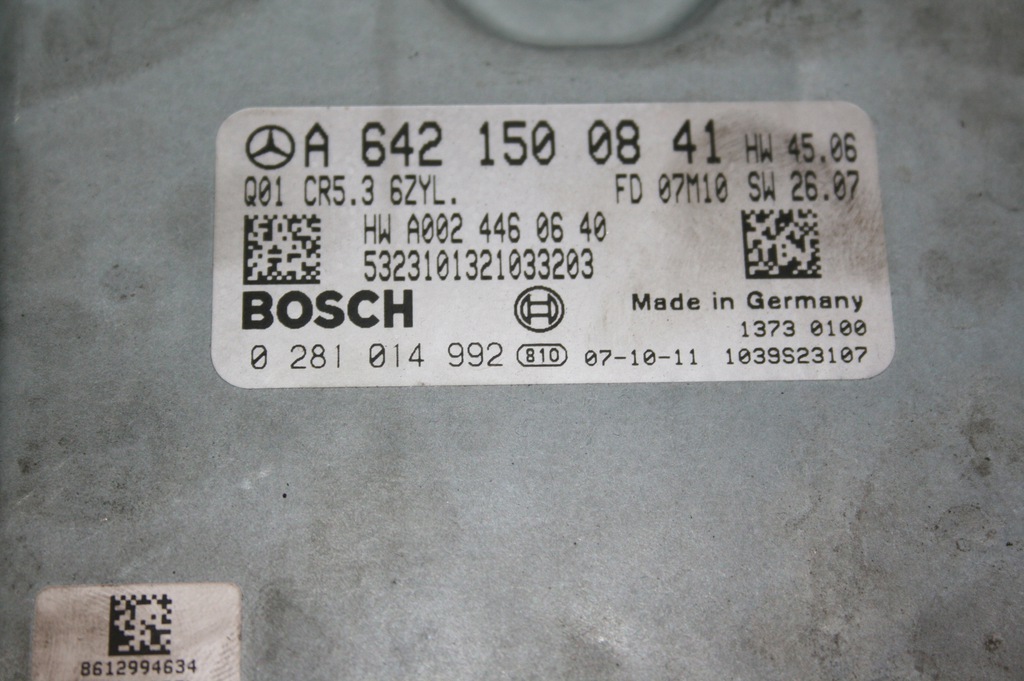 A 642 150 08 41 HW 45.06
Q01 CR5.3 6ZYL. FD 07M10 SW 26.07
HW A002 446 06 40
5323101321033203
BOSCH Made in Germany
1373 0100
0 281 014 992 810 07-10-11 1039S23107
8612994634